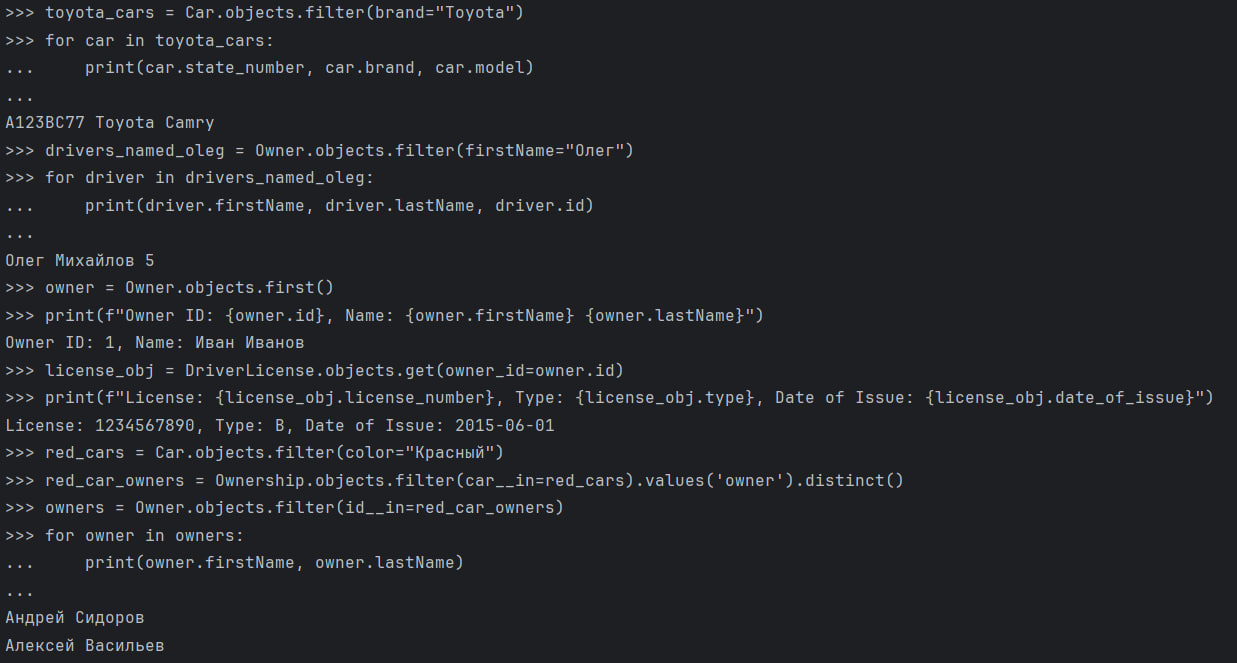 >>> toyota_cars = Car.objects.filter(brand="Toyota")
>>> for car in toyota_cars:
...     print(car.state_number, car.brand, car.model)
...
A123BC77 Toyota Camry
>>> drivers_named_oleg = Owner.objects.filter(firstName="Олег")
>>> for driver in drivers_named_oleg:
...     print(driver.firstName, driver.lastName, driver.id)
...
Олег Михайлов 5
>>> owner = Owner.objects.first()
>>> print(f"Owner ID: {owner.id}, Name: {owner.firstName} {owner.lastName}")
Owner ID: 1, Name: Иван Иванов
>>> license_obj = DriverLicense.objects.get(owner_id=owner.id)
>>> print(f"License: {license_obj.license_number}, Type: {license_obj.type}, Date of Issue: {license_obj.date_of_issue}")
License: 1234567890, Type: B, Date of Issue: 2015-06-01
>>> red_cars = Car.objects.filter(color="Красный")
>>> red_car_owners = Ownership.objects.filter(car__in=red_cars).values('owner').distinct()
>>> owners = Owner.objects.filter(id__in=red_car_owners)
>>> for owner in owners:
...     print(owner.firstName, owner.lastName)
...
Андрей Сидоров
Алексей Васильев